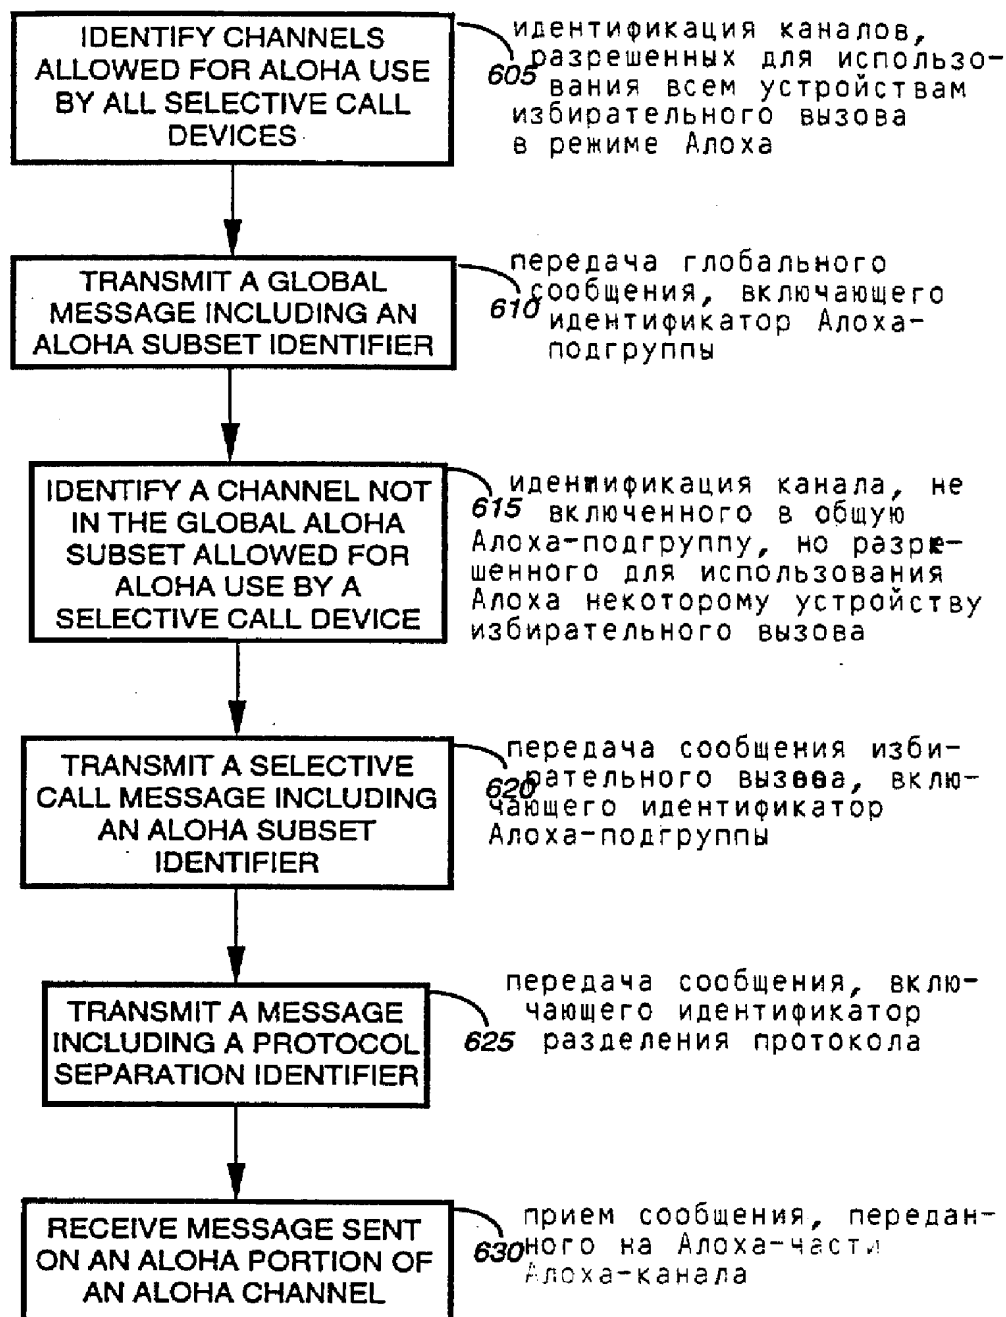 IDENTIFY CHANNELS
ALLOWED FOR ALOHA USE
BY ALL SELECTIVE CALL
DEVICES
605
идентификация каналов,
разрешенных для использо-
вания всем устройствам
избирательного вызова
в режиме Алоха
TRANSMIT A GLOBAL
MESSAGE INCLUDING AN
ALOHA SUBSET IDENTIFIER
610
передача глобального
сообщения, включающего
идентификатор Алоха-
подгруппы
IDENTIFY A CHANNEL NOT
IN THE GLOBAL ALOHA
SUBSET ALLOWED FOR
ALOHA USE BY A
SELECTIVE CALL DEVICE
615
идентификация канала, не
включенного в общую
Алоха-подгруппу, но разре-
шенного для использования
Алоха некоторому устройству
избирательного вызова
TRANSMIT A SELECTIVE
CALL MESSAGE INCLUDING
AN ALOHA SUBSET
IDENTIFIER
620
передача сообщения изби-
рательного вызова, вклю-
чающего идентификатор
Алоха-подгруппы
TRANSMIT A MESSAGE
INCLUDING A PROTOCOL
SEPARATION IDENTIFIER
625
передача сообщения, вклю-
чающего идентификатор
разделения протокола
RECEIVE MESSAGE SENT
ON AN ALOHA PORTION OF
AN ALOHA CHANNEL
630
прием сообщения, передан-
ного на Алоха-части
Алоха-канала